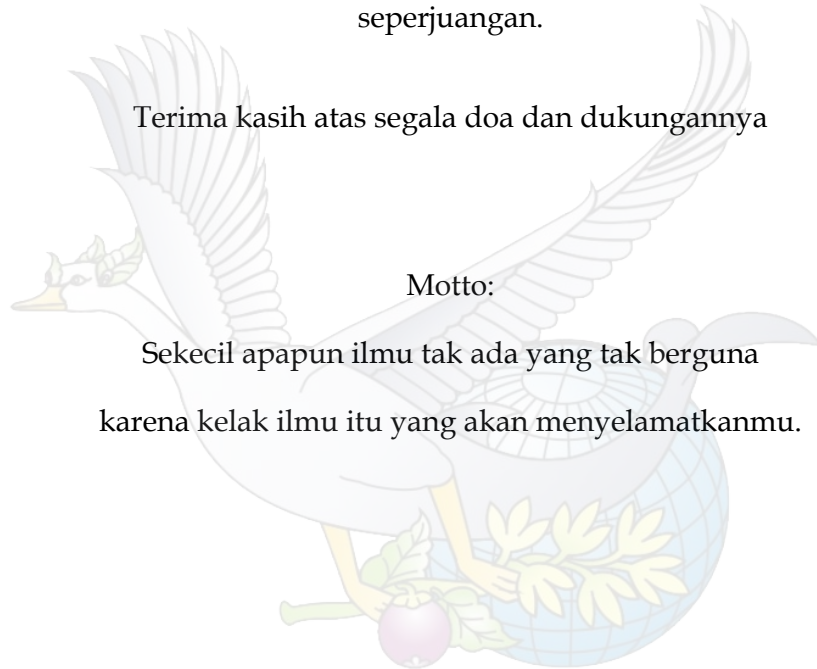 seperjuangan.
Terima kasih atas segala doa dan dukungannya
Motto:
Sekecil apapun ilmu tak ada yang tak berguna
karena kelak ilmu itu yang akan menyelamatkanmu.